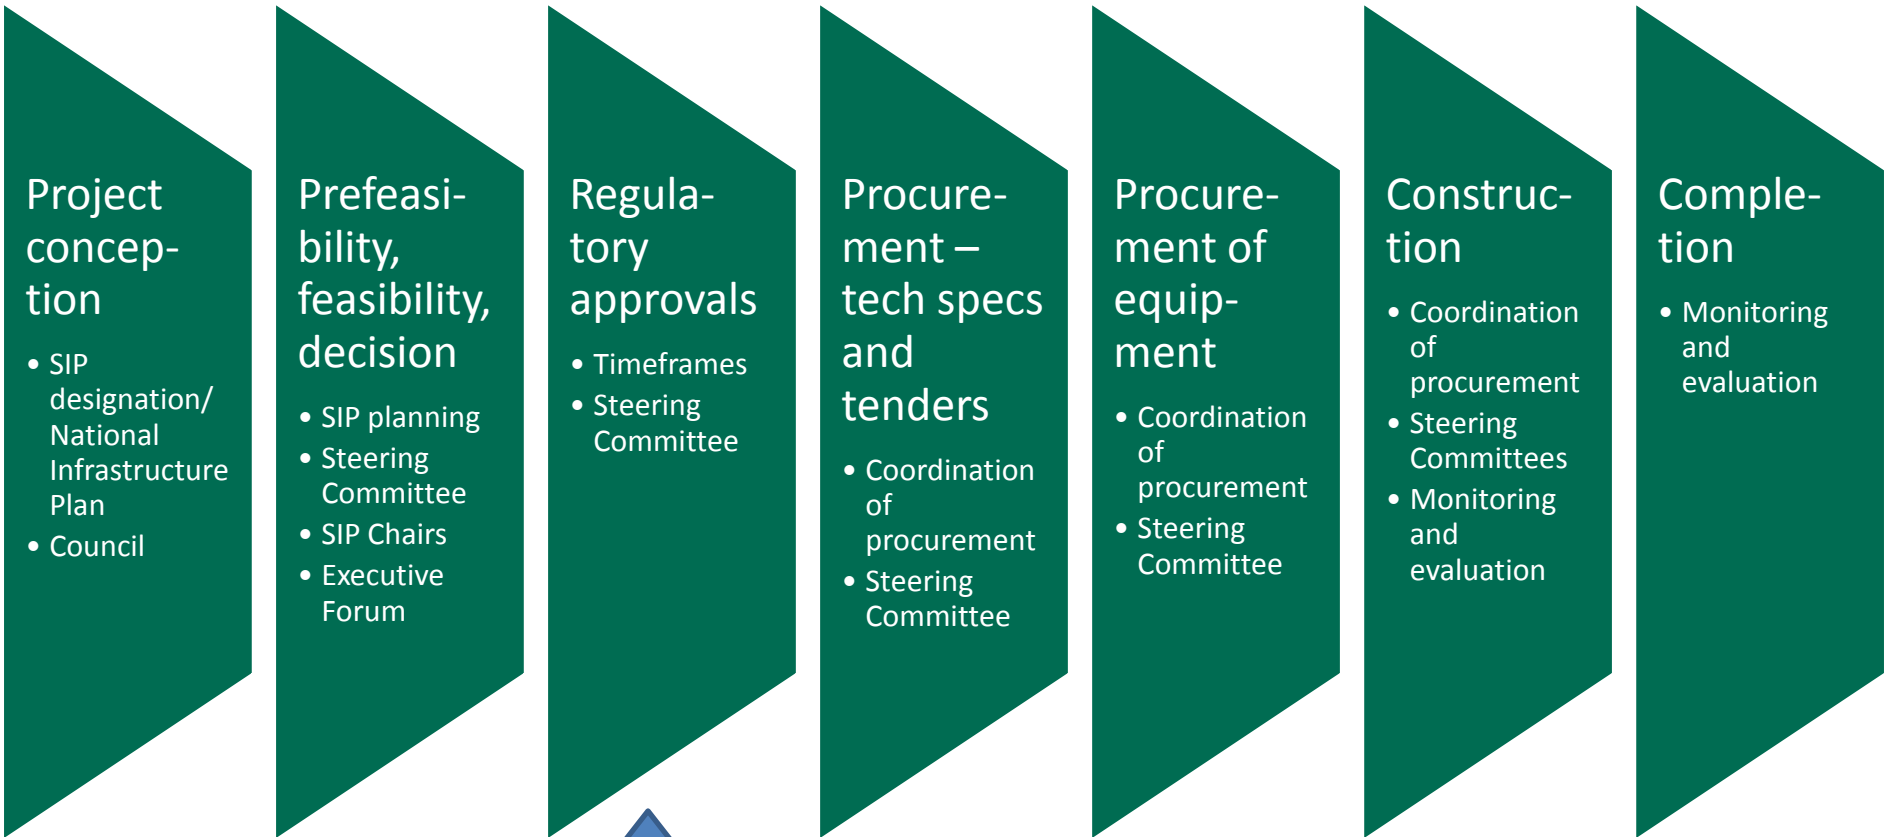 Project
concep-
tion
• SIP
designation/
National
Infrastructure
Plan
• Council
Prefeasi-
bility,
feasibility,
decision
• SIP planning
• Steering
Committee
• SIP Chairs
• Executive
Forum
Regula-
tory
approvals
• Timeframes
• Steering
Committee
Procure-
ment –
tech specs
and
tenders
• Coordination
of
procurement
• Steering
Committee
Procure-
ment of
equip-
ment
• Coordination
of
procurement
• Steering
Committee
Construc-
tion
• Coordination
of
procurement
• Steering
Committees
• Monitoring
and
evaluation
Comple-
tion
• Monitoring
and
evaluation